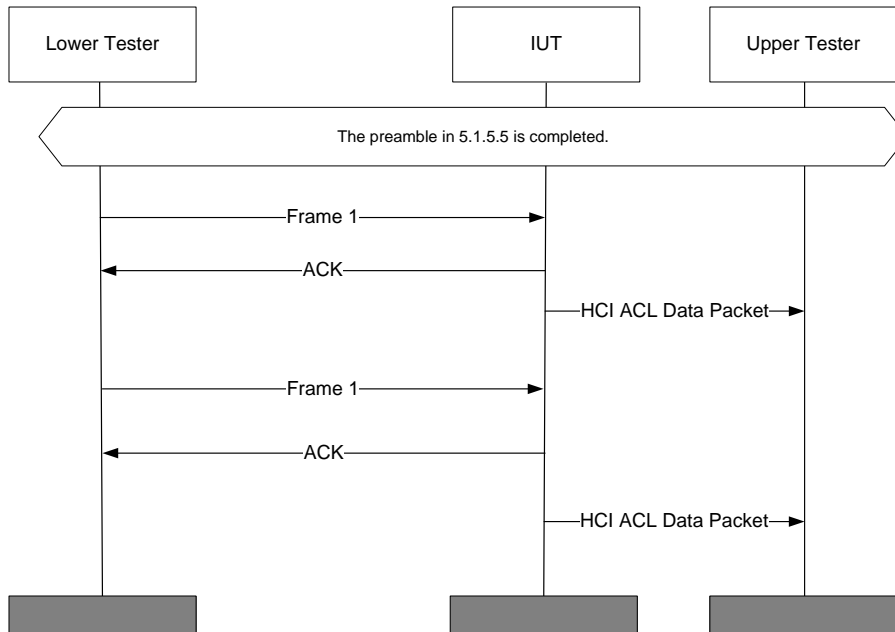 Lower Tester
IUT
Upper Tester
The preamble in 5.1.5.5 is completed.
Frame 1
ACK
HCI ACL Data Packet
Frame 1
ACK
HCI ACL Data Packet